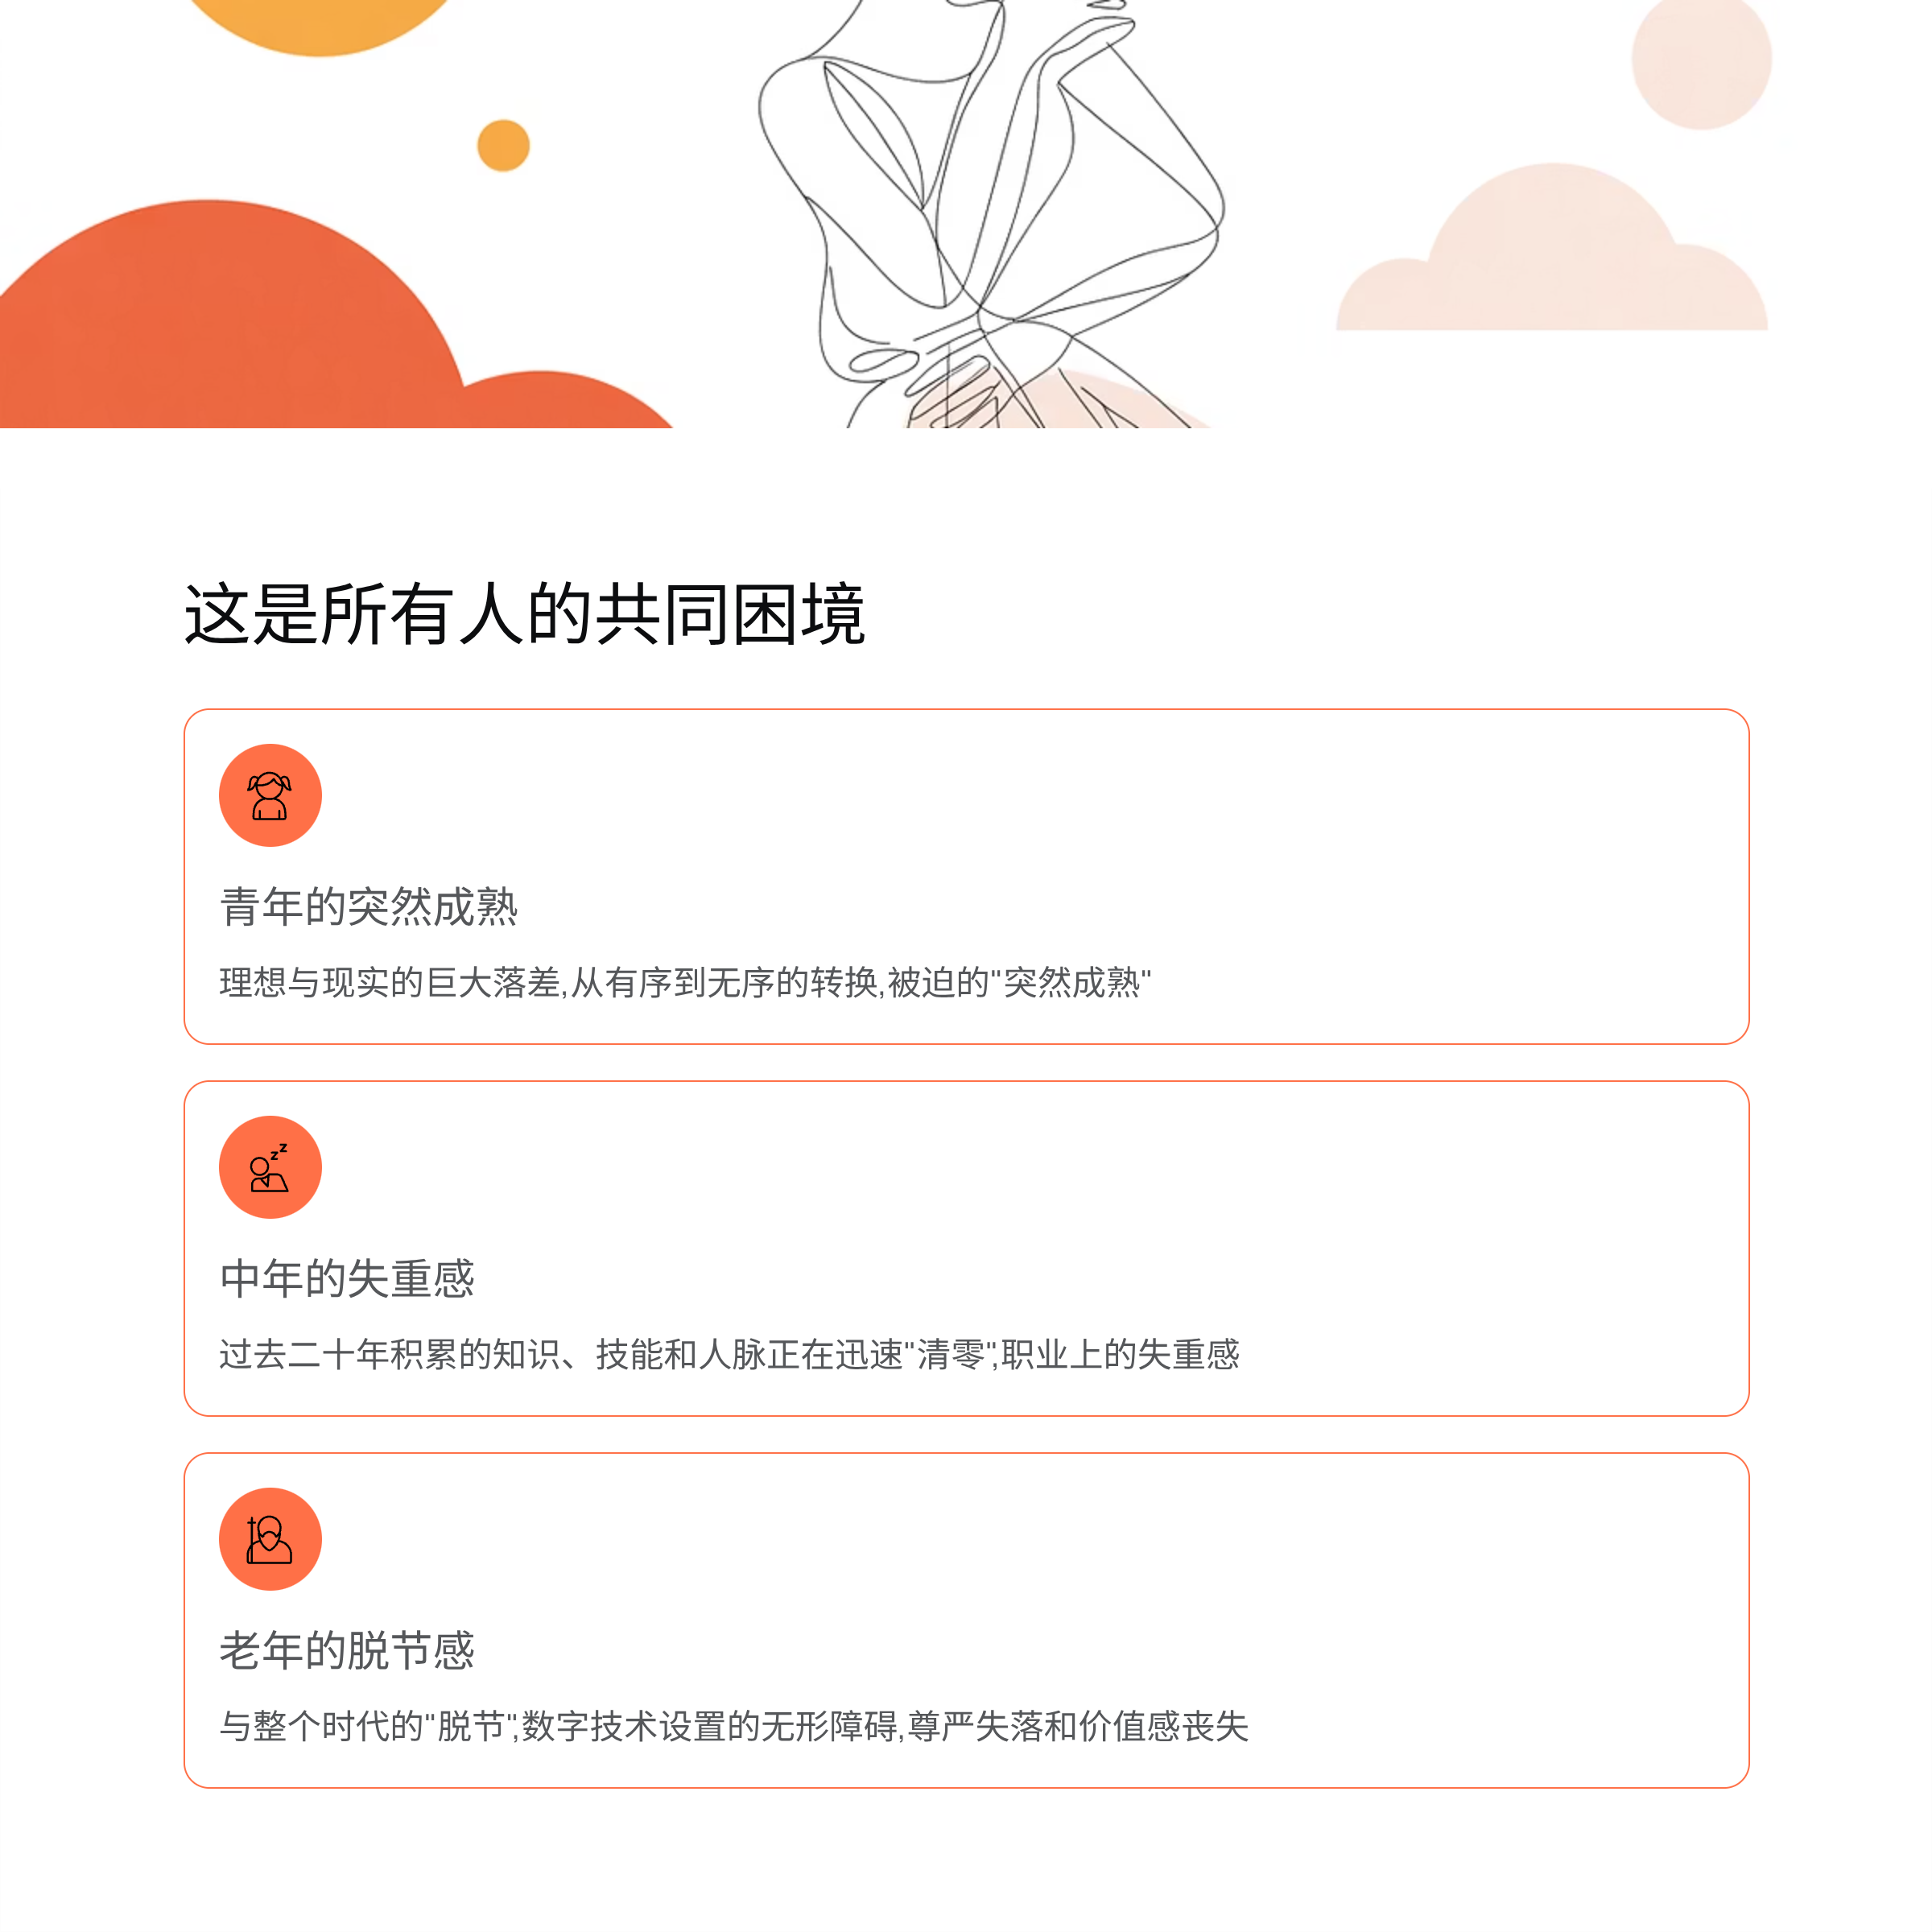 这是所有人的共同困境
青年的突然成熟
理想与现实的巨大落差,从有序到无序的转换,被迫的"突然成熟"
中年的失重感
过去二十年积累的知识、技能和人脉正在迅速"清零",职业上的失重感
老年的脱节感
与整个时代的"脱节",数字技术设置的无形障碍,尊严失落和价值感丧失